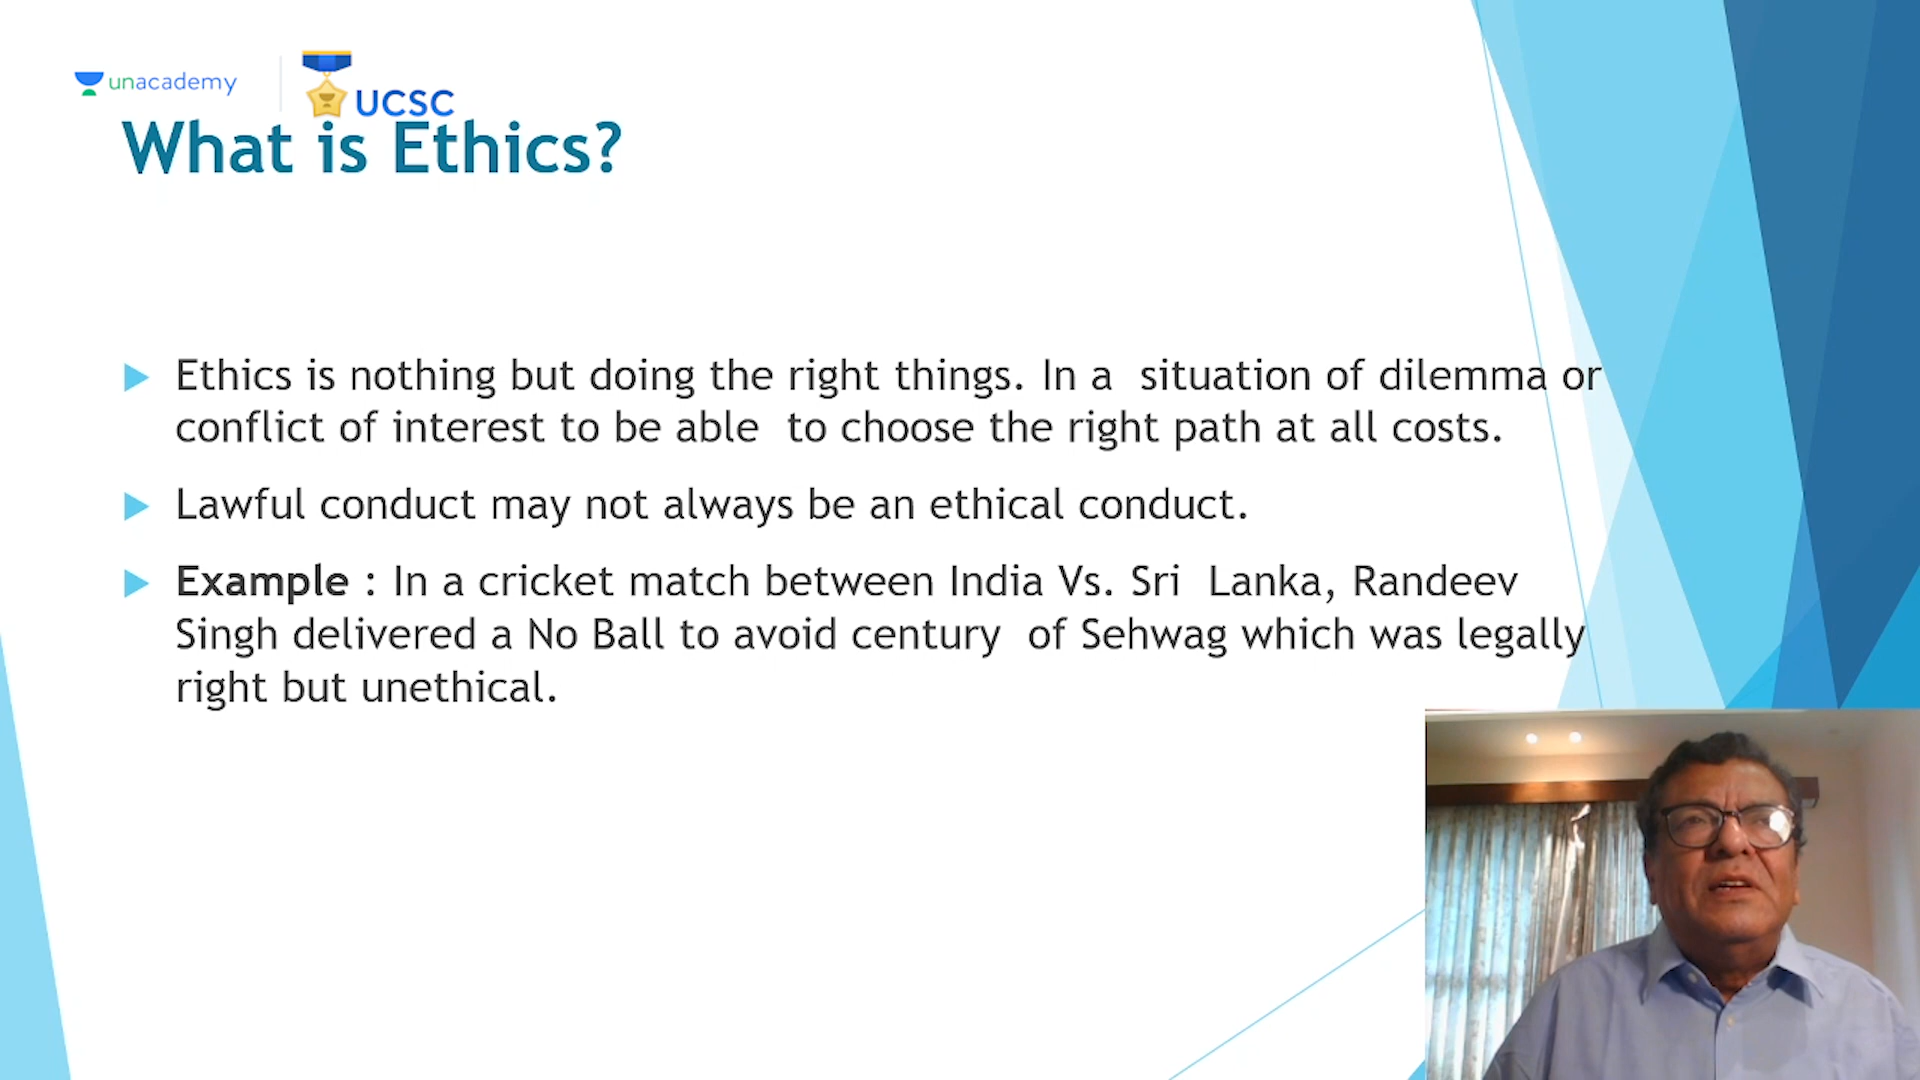 unacademy
UCSC
What is Ethics?
Ethics is nothing but doing the right things. In a situation of dilemma or
conflict of interest to be able to choose the right path at all costs.
Lawful conduct may not always be an ethical conduct.
Example : In a cricket match between India Vs. Sri Lanka, Randeev
Singh delivered a No Ball to avoid century of Sehwag which was legally
right but unethical.